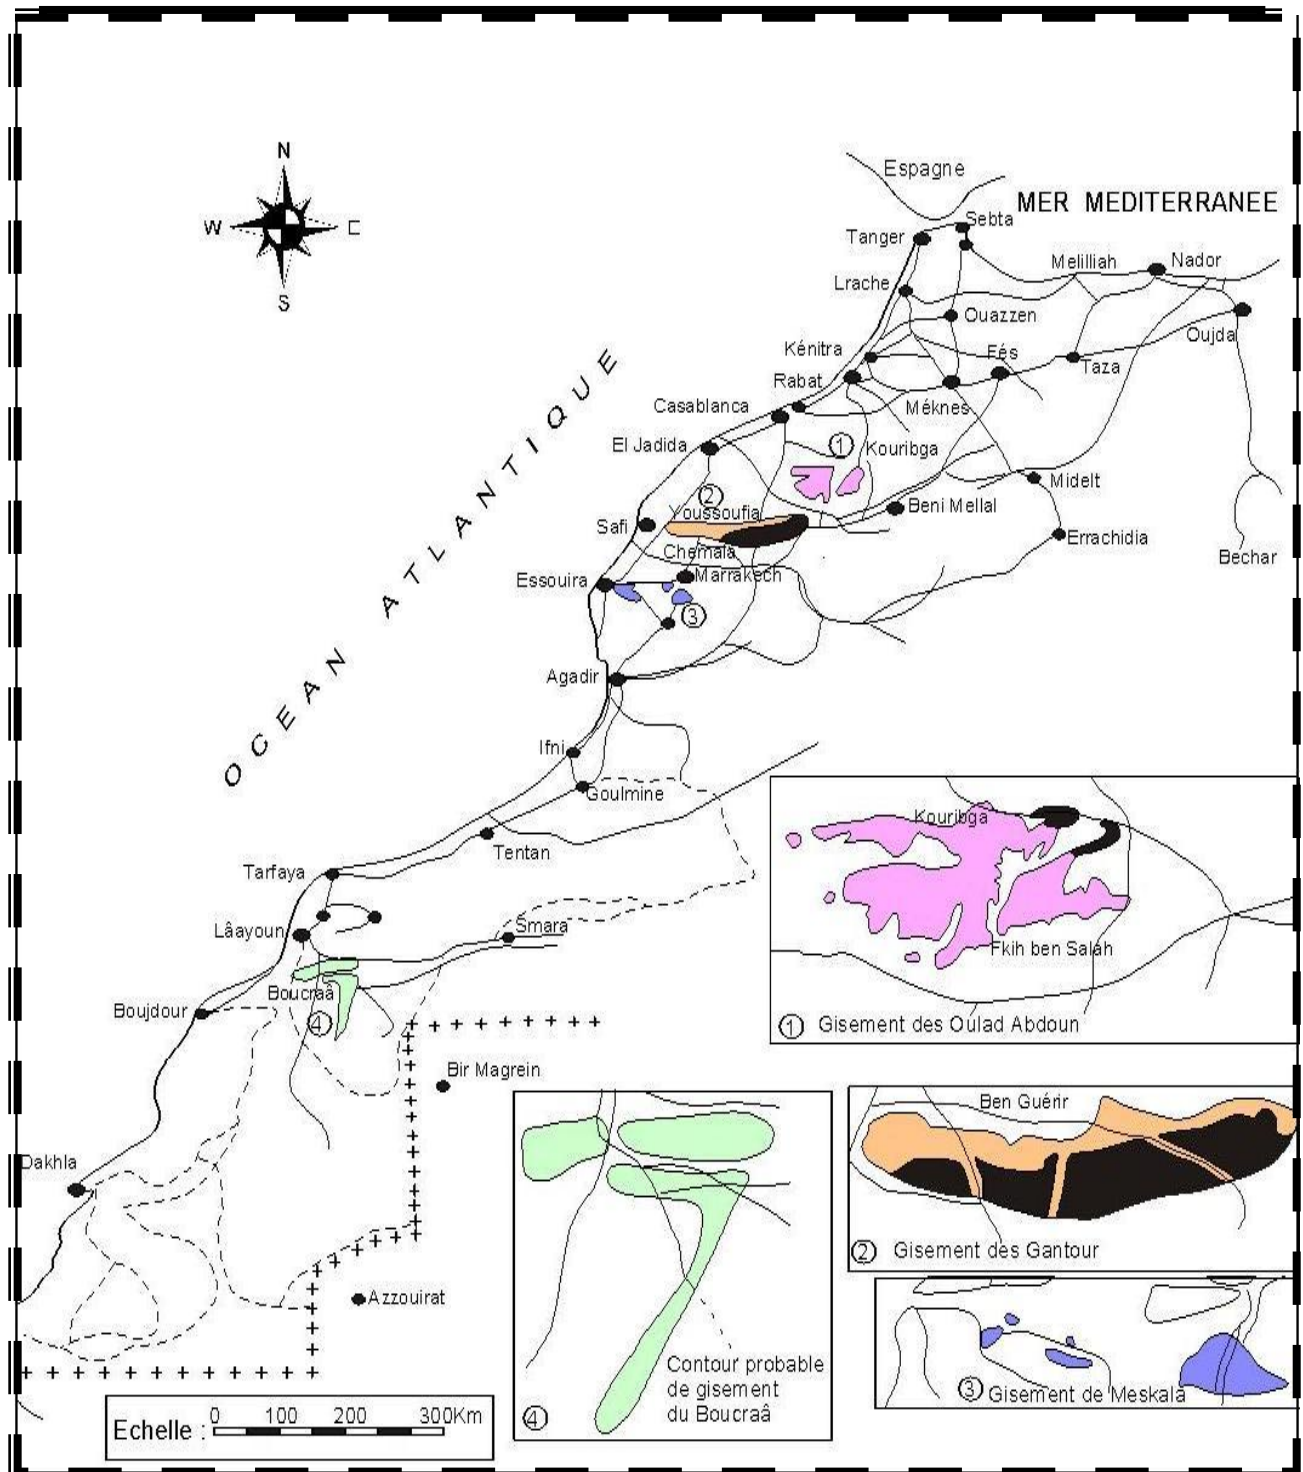 N
W
E
S
Espagne
MER MEDITERRANEE
Sebta
Tanger
Melilliah
Nador
Lrache
Ouazzen
Oujda
Kénitra
Fés
Rabat
Taza
Casablanca
Méknes
El Jadida
①
Kouribga
Midelt
②
Youssoufia
Beni Mellal
Safi
Errachidia
Chemaia
Bechar
Essouira
Marrakech
③
OCEAN ATLANTIQUE
Agadir
Ifni
Goulmine
Tentan
Tarfaya
Lâayoun
Smara
Boucraâ
Boujdour
④
Bir Magrein
Dakhla
Azzouirat
Kouribga
Fkih ben Salah
① Gisement des Oulad Abdoun
Ben Guérir
② Gisement des Gantour
③ Gisement de Meskala
Contour probable
de gisement
du Boucraâ
④
Echelle : 0 100 200 300Km